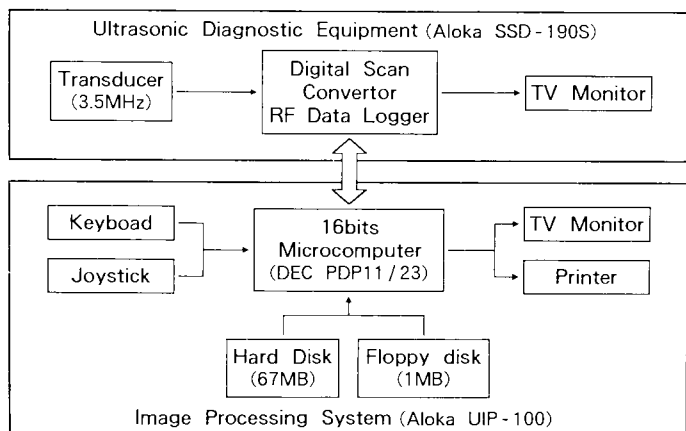 Ultrasonic Diagnostic Equipment (Aloka SSD-190S)
Transducer
(3.5MHz)
Digital Scan
Convertor
RF Data Logger
TV Monitor
Keyboad
Joystick
16bits
Microcomputer
(DEC PDP11/23)
TV Monitor
Printer
Hard Disk
(67MB)
Floppy disk
(1MB)
Image Processing System (Aloka UIP-100)